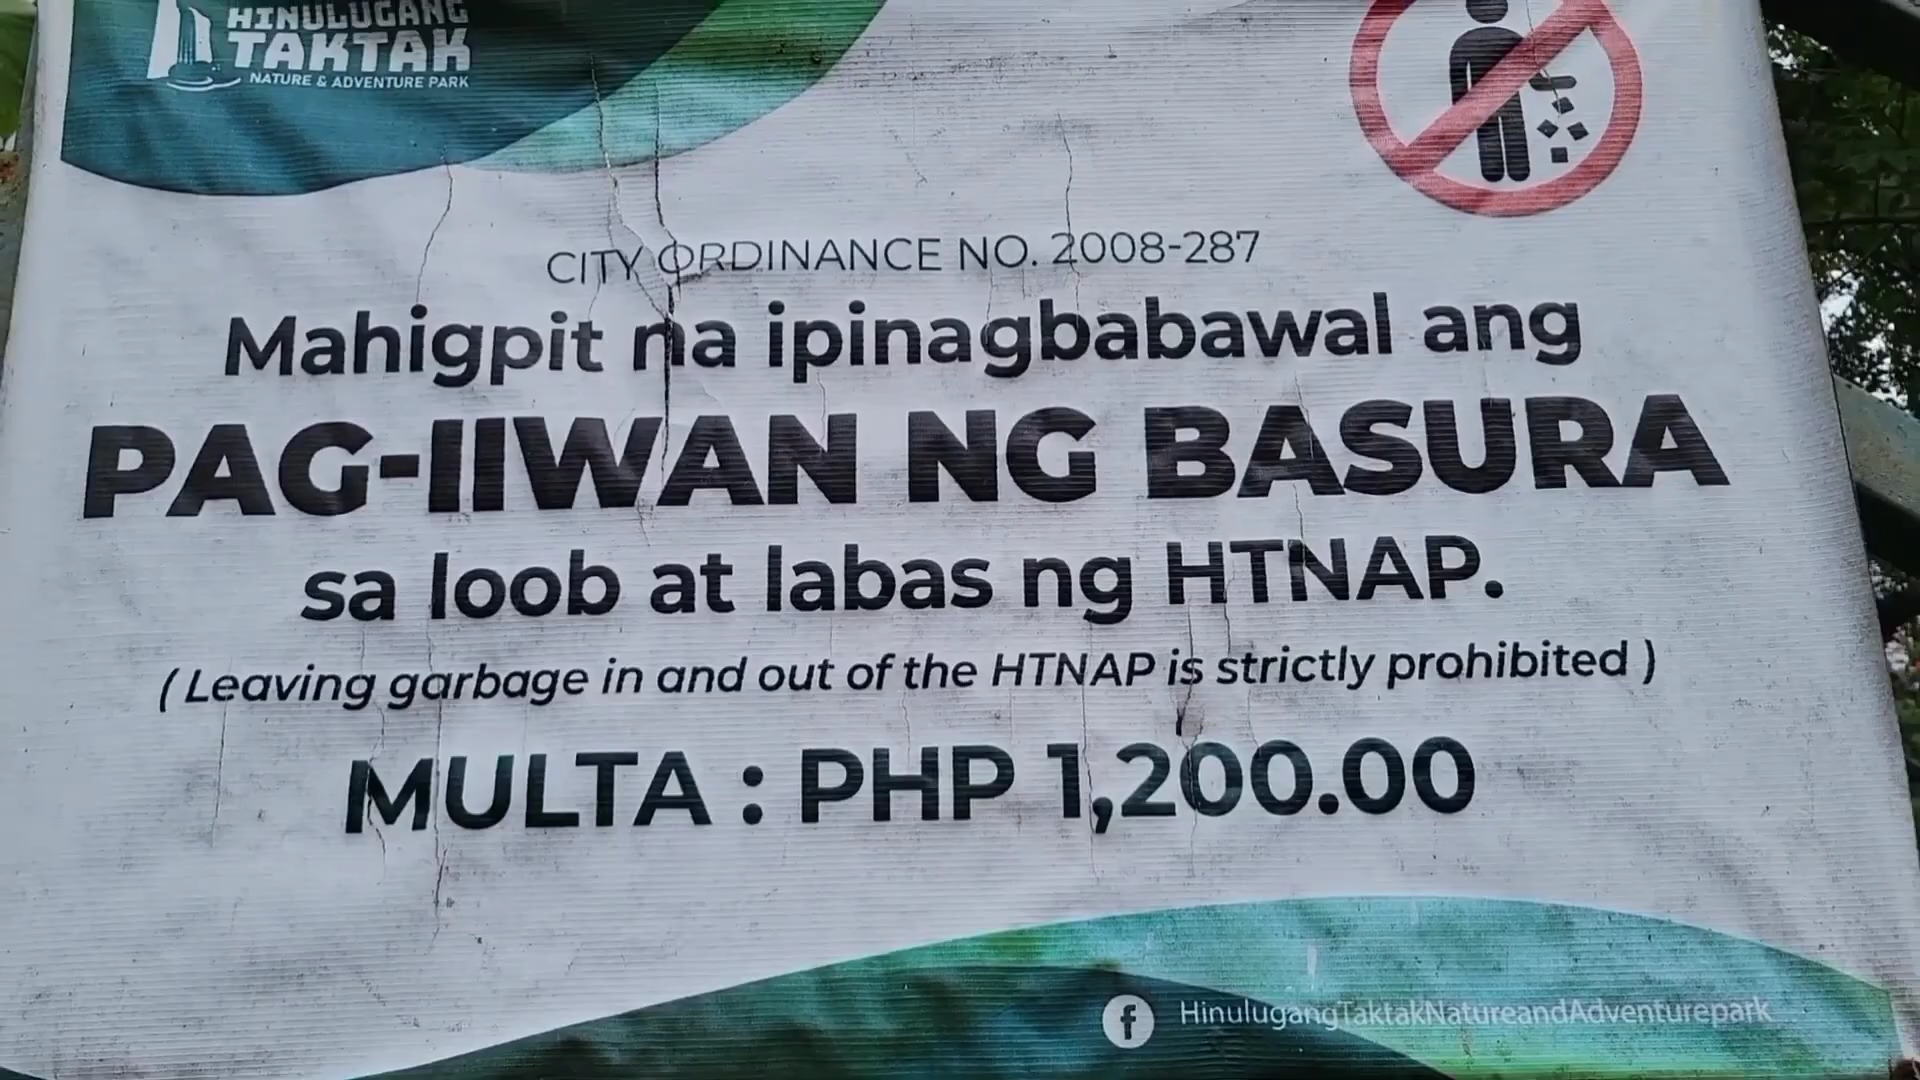 HINULUGANG
TAKTAK
NATURE & ADVENTURE PARK
CITY ORDINANCE NO. 2008-287
Mahigpit na ipinagbabawal ang
PAG-IIWAN NG BASURA
sa loob at labas ng HTNAP.
( Leaving garbage in and out of the HTNAP is strictly prohibited )
MULTA : PHP 1,200.00
f HinulugangTaktakNatureandAdventurepark